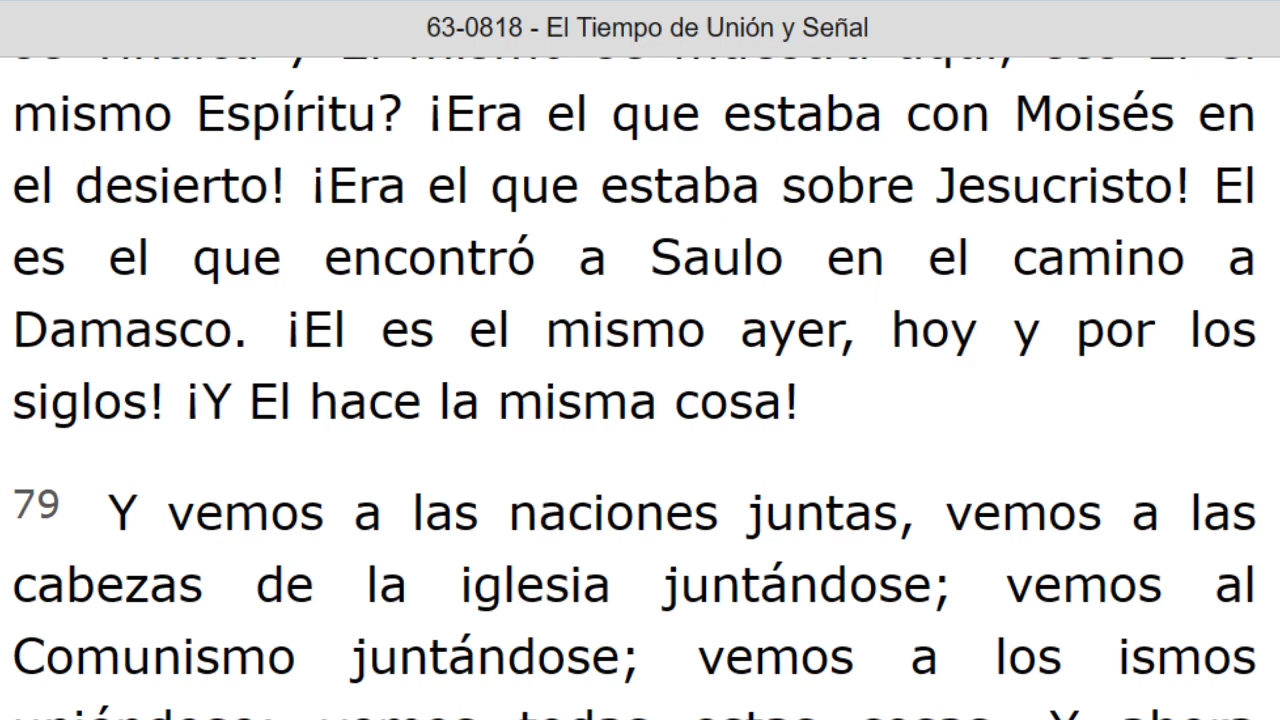 63-0818 - El Tiempo de Unión y Señal
mismo Espíritu? ¡Era el que estaba con Moisés en
el desierto! ¡Era el que estaba sobre Jesucristo! El
es el que encontró a Saulo en el camino a
Damasco. ¡El es el mismo ayer, hoy y por los
siglos! ¡Y El hace la misma cosa!
79 Y vemos a las naciones juntas, vemos a las
cabezas de la iglesia juntándose; vemos al
Comunismo juntándose; vemos a los ismos